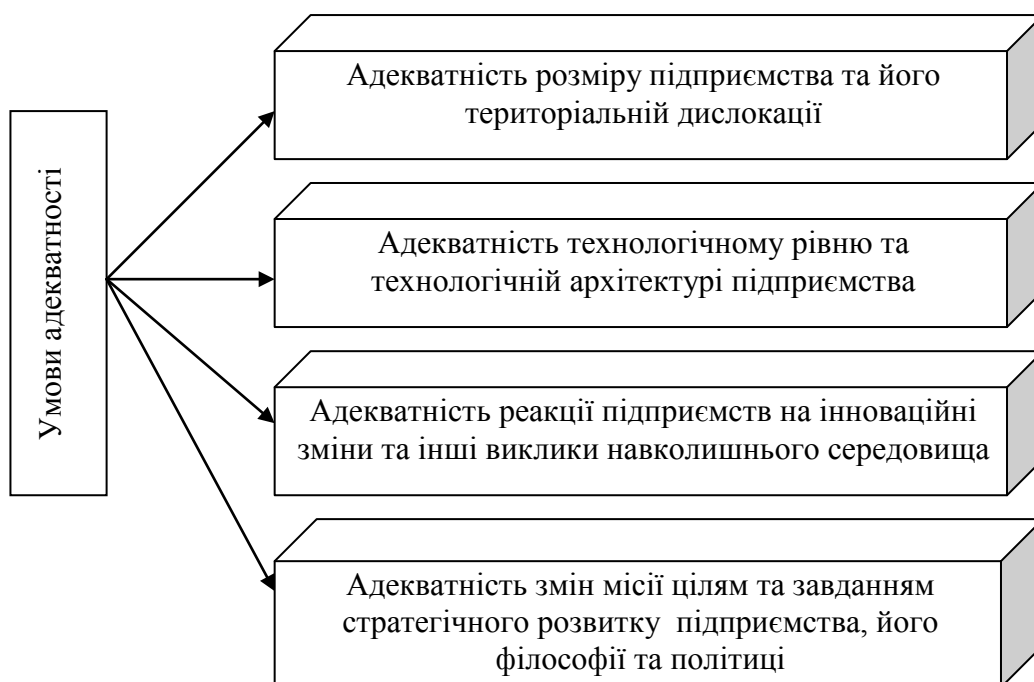 Умови адекватності
Адекватність розміру підприємства та його
територіальній дислокації
Адекватність технологічному рівню та
технологічній архітектурі підприємства
Адекватність реакції підприємств на інноваційні
зміни та інші виклики навколишнього середовища
Адекватність змін місії цілям та завданням
стратегічного розвитку підприємства, його
філософії та політиці